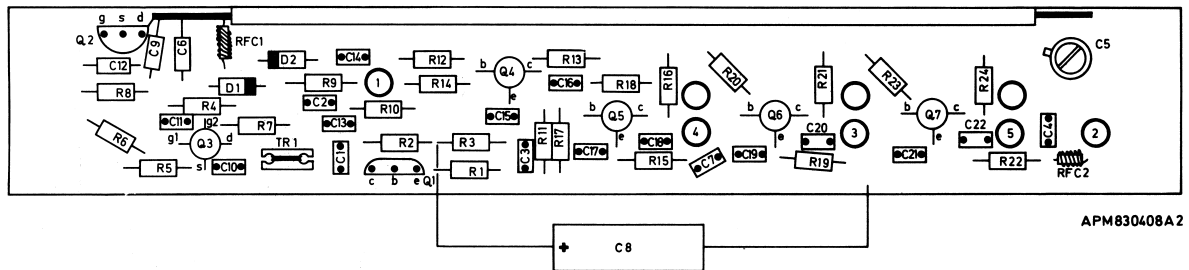 g s d
Q2
C9
C6
RFC1
D2
C14
R12
Q4
b
c
e
R13
C5
C12
R8
D1
R9
1
R14
C16
R18
R16
R20
R21
R23
R24
R4
C2
R10
C15
Q5
b
c
e
Q6
b
c
e
Q7
b
c
e
C11
g1
g2
Q3
d
s
R7
C13
R6
TR1
R2
R3
R11
R17
C18
4
C20
3
C22
5
C4
2
R5
C10
C1
c b e
Q1
R1
C3
C17
R15
C7
C19
R19
C21
R22
RFC2
APM830408A2
+
C8